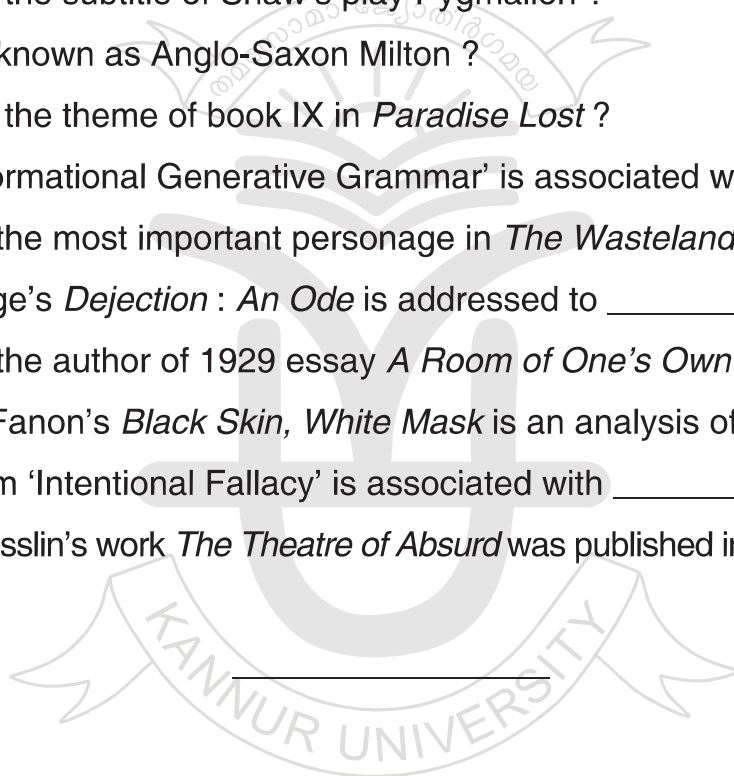 the subtitle of Shaw's play Pygmalion ?
known as Anglo-Saxon Milton ?
the theme of book IX in Paradise Lost ?
ormational Generative Grammar' is associated w
the most important personage in The Wasteland
ge's Dejection : An Ode is addressed to
the author of 1929 essay A Room of One's Own
Fanon's Black Skin, White Mask is an analysis of
m 'Intentional Fallacy' is associated with
sslin's work The Theatre of Absurd was published in
KANNUR UNIVERSITY